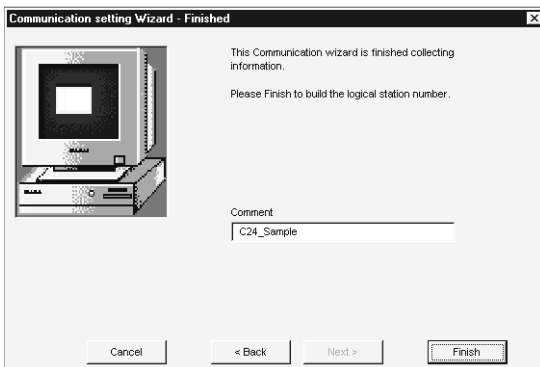 Communication setting Wizard - Finished
This Communication wizard is finished collecting
information.
Please Finish to build the logical station number.
Comment
C24_Sample
Cancel
< Back
Next >
Finish